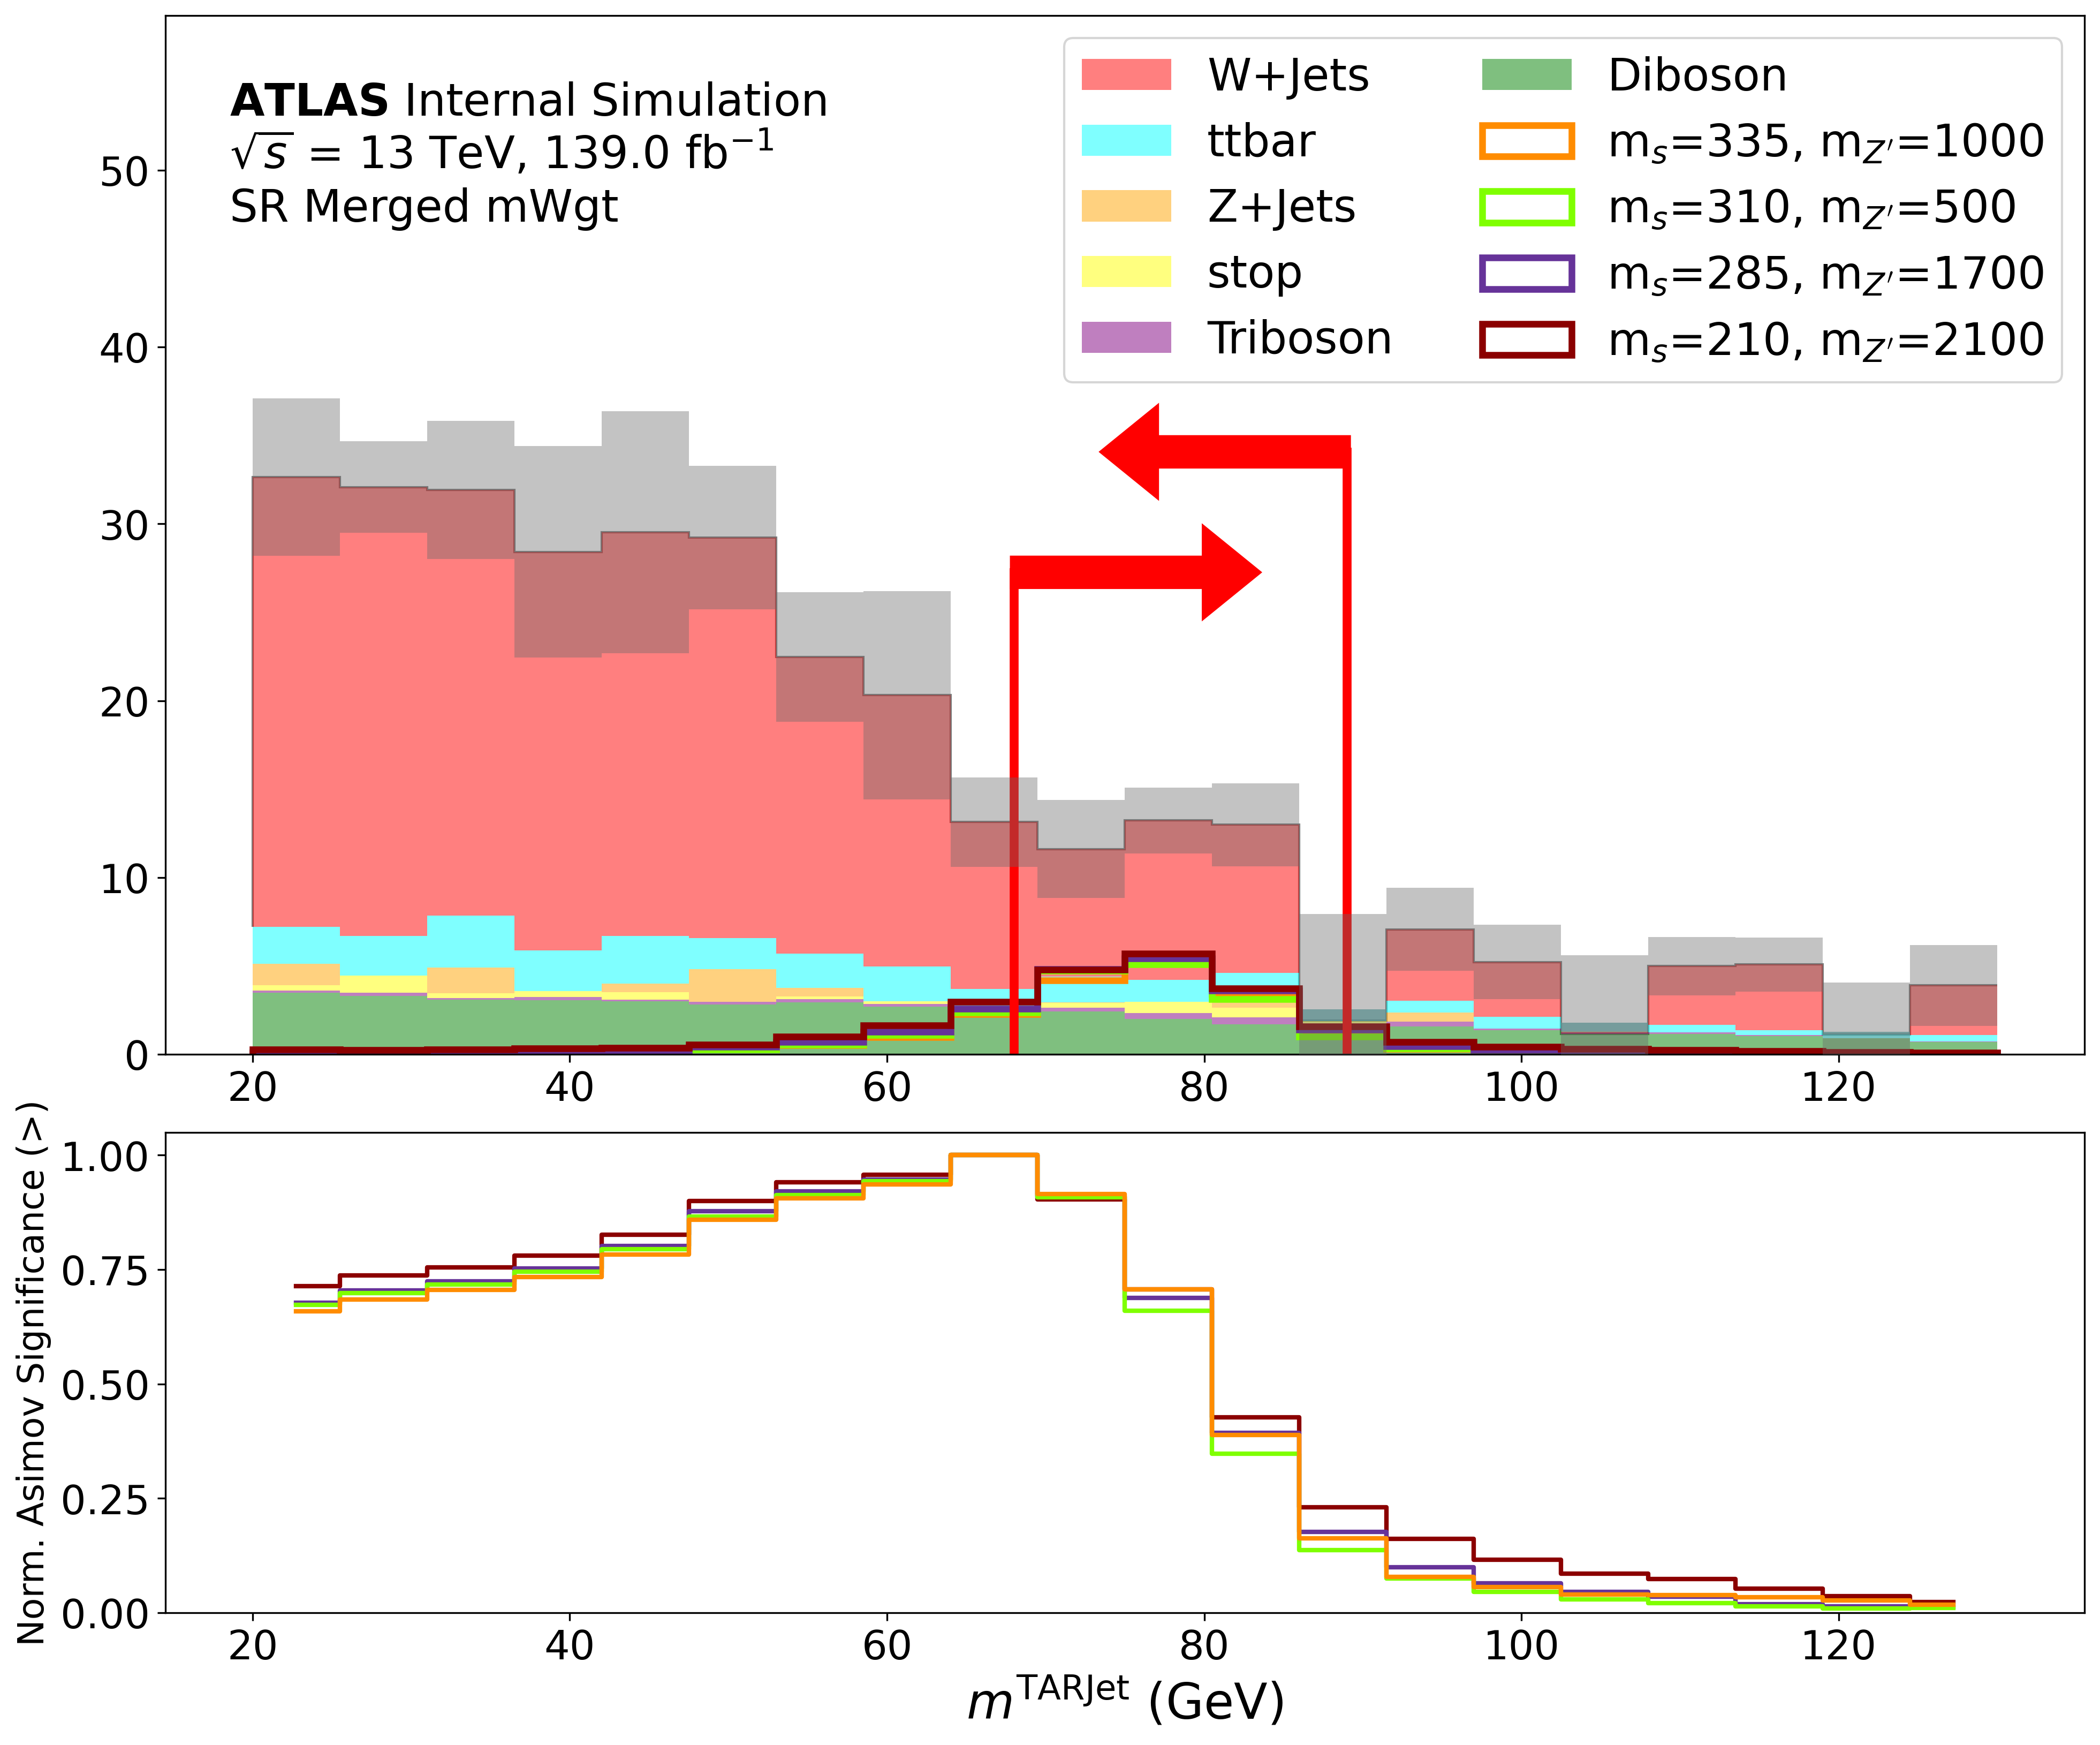 ATLAS Internal Simulation
√s = 13 TeV, 139.0 fb⁻¹
SR Merged mWgt
W+Jets
ttbar
Z+Jets
stop
Triboson
Diboson
mₛ=335, m_Z′=1000
mₛ=310, m_Z′=500
mₛ=285, m_Z′=1700
mₛ=210, m_Z′=2100
50
40
30
20
10
0
20 40 60 80 100 120
Norm. Asimov Significance (>)
1.00
0.75
0.50
0.25
0.00
20 40 60 80 100 120
m^TARJet (GeV)